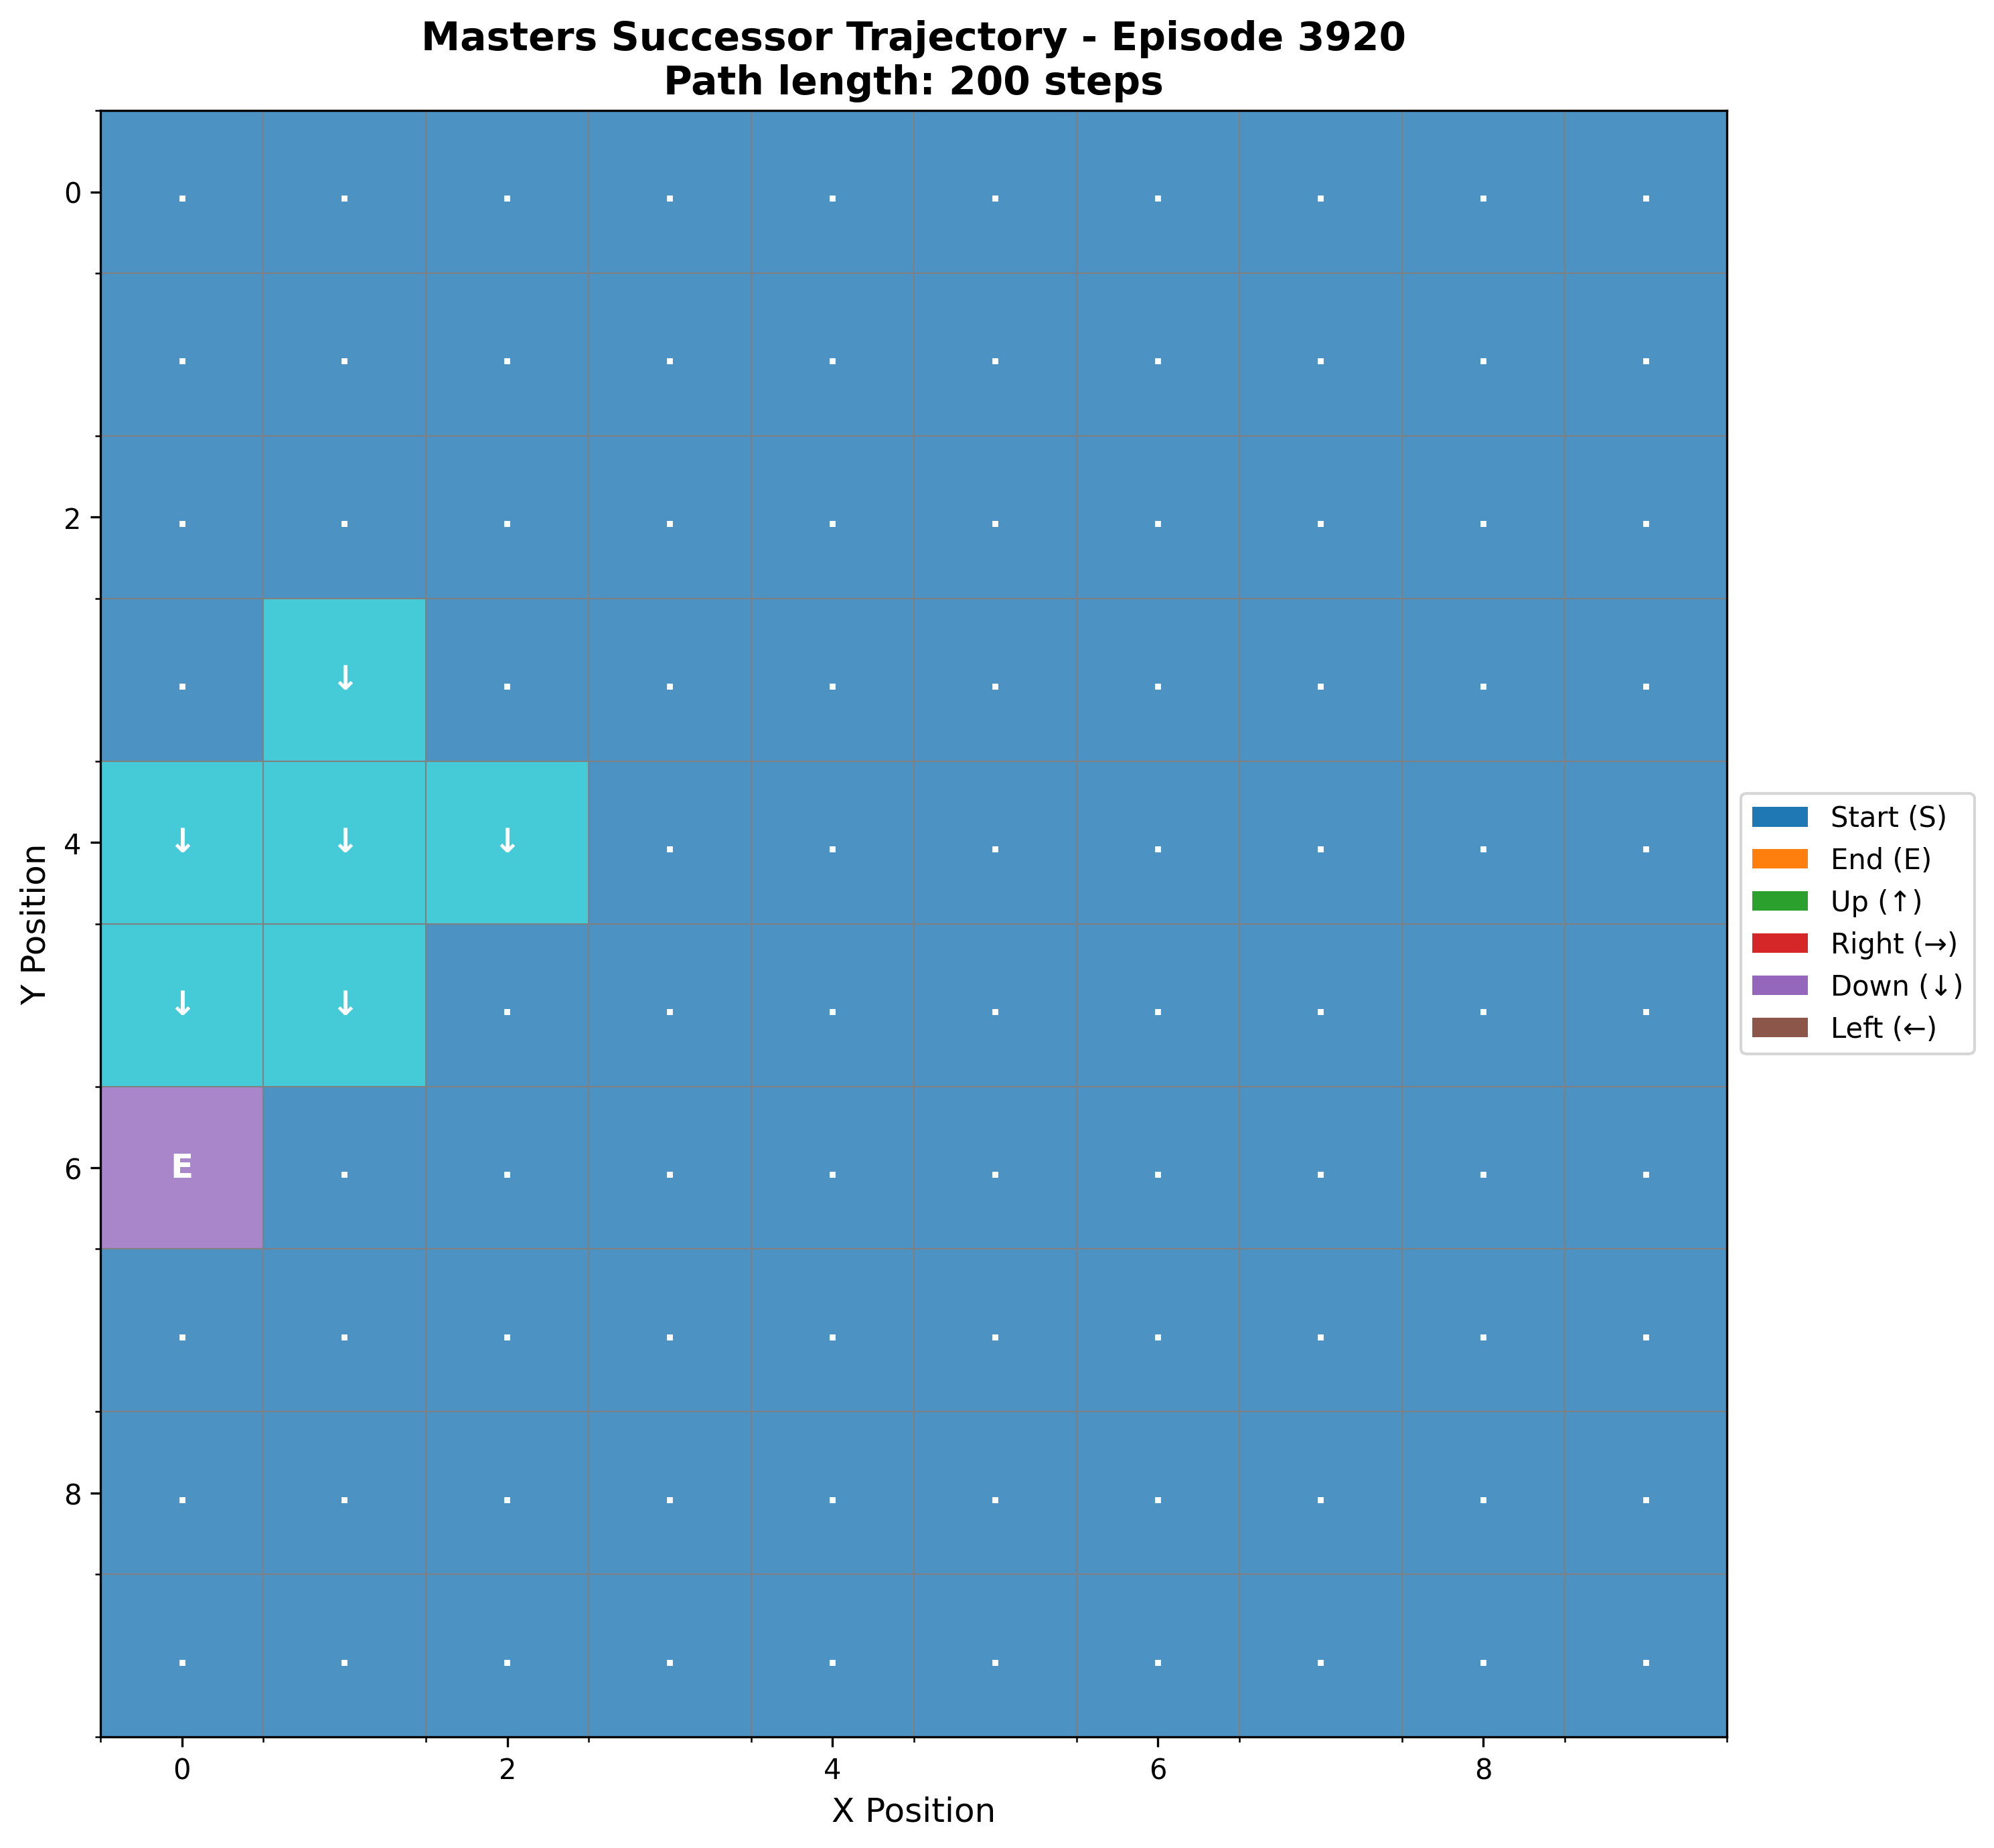 Masters Successor Trajectory - Episode 3920
Path length: 200 steps
0 . . . . . . . . . .
. . . . . . . . . .
2 . . . . . . . . . .
. ↓ . . . . . . . .
4 ↓ ↓ ↓ . . . . . . .
↓ ↓ . . . . . . . .
6 E . . . . . . . . .
. . . . . . . . . .
8 . . . . . . . . . .
. . . . . . . . . .
0 2 4 6 8
X Position
Y Position
Start (S)
End (E)
Up (↑)
Right (→)
Down (↓)
Left (←)